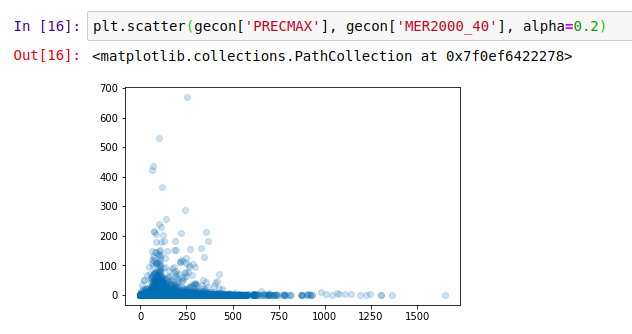 In [16]: plt.scatter(gecon['PRECMAX'], gecon['MER2000_40'], alpha=0.2)
Out[16]: <matplotlib.collections.PathCollection at 0x7f0ef6422278>
700
600
500
400
300
200
100
0
0 250 500 750 1000 1250 1500